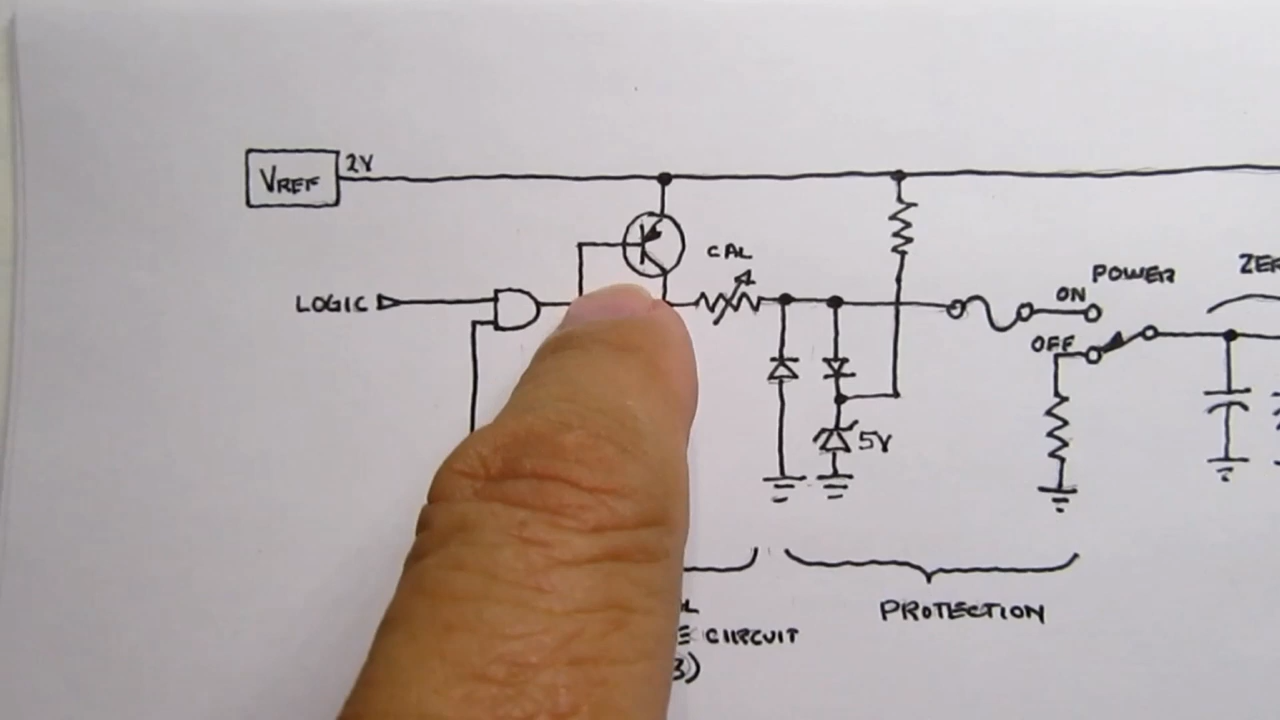 VREF
2V
CAL
LOGIC
POWER
ON
OFF
5V
PROTECTION
CIRCUIT